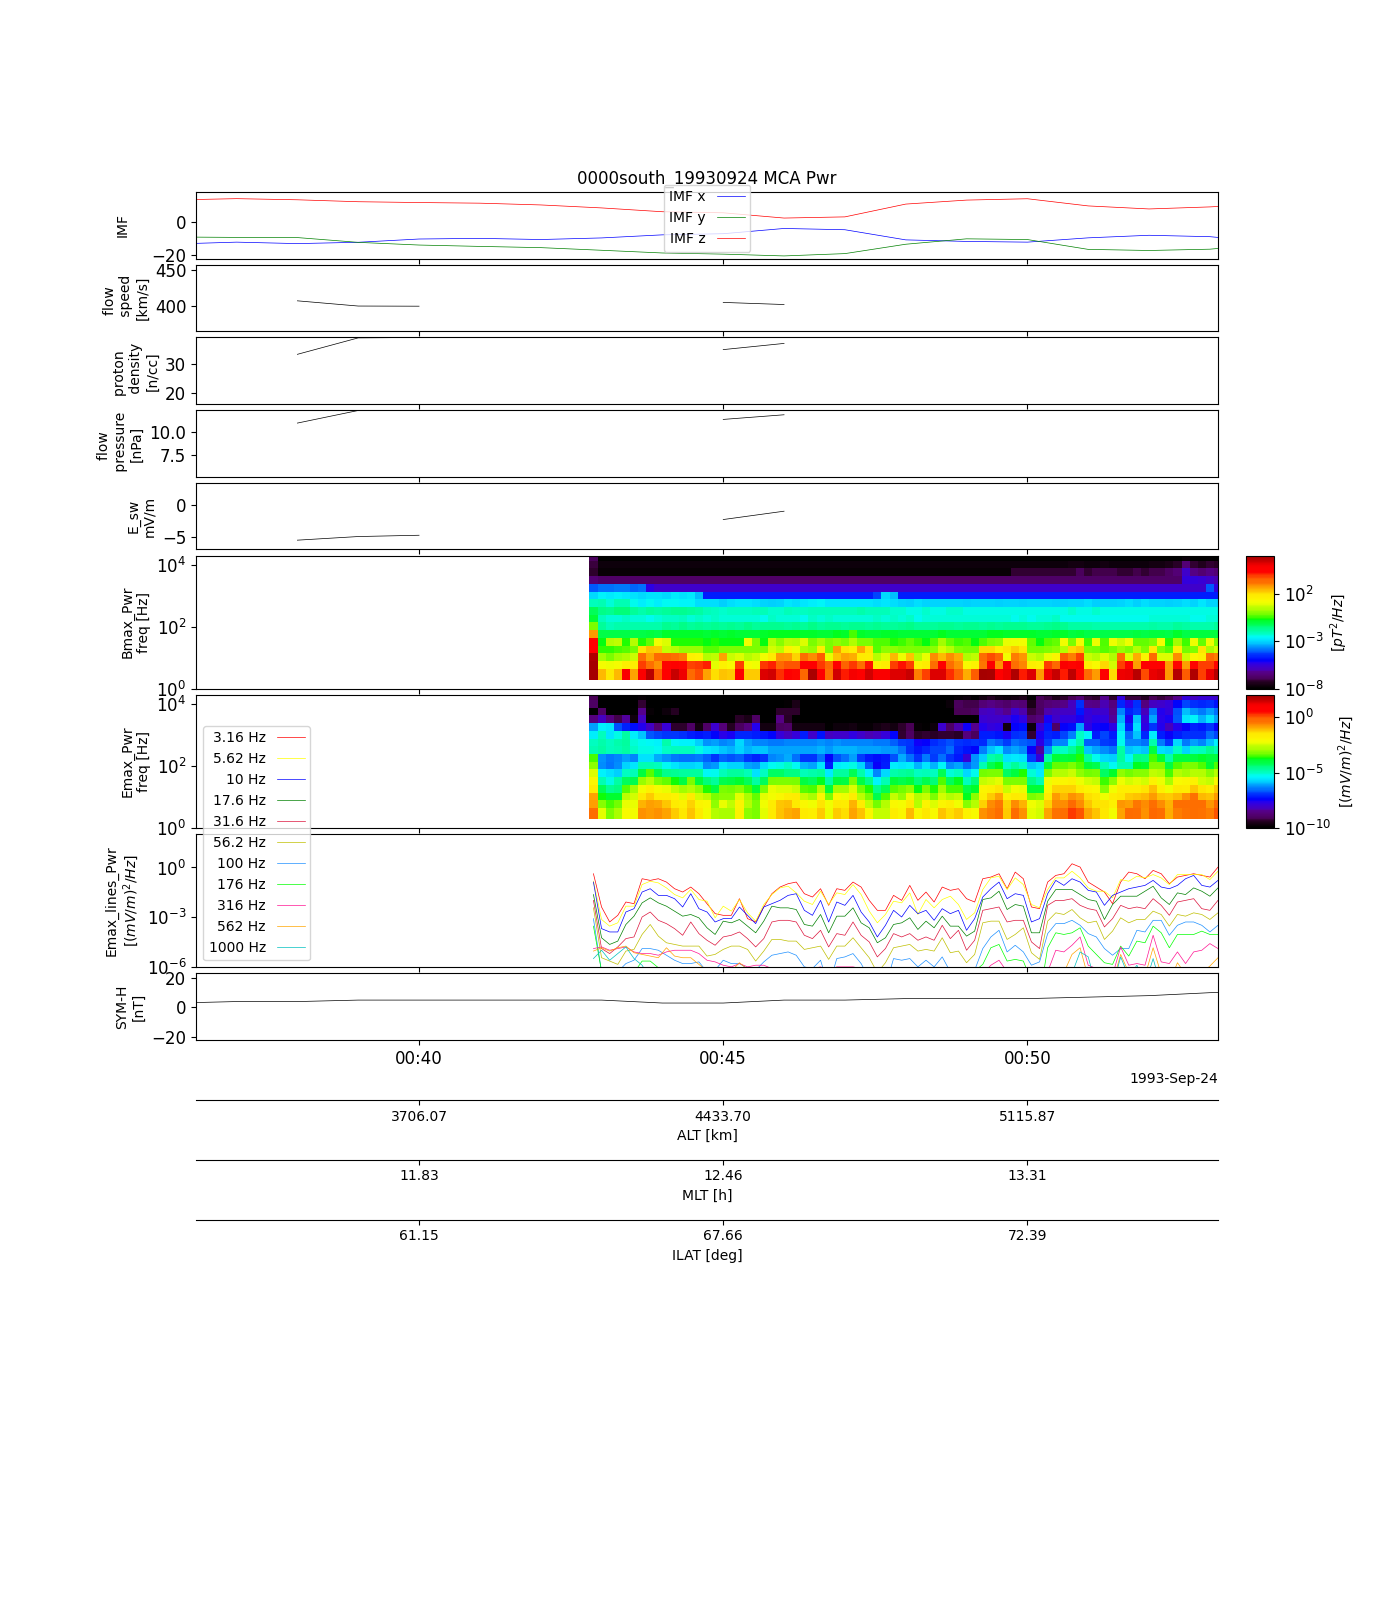 0000south_19930924 MCA Pwr
IMF x
IMF y
IMF z
IMF
0
−20
flow
speed
[km/s]
450
400
proton
density
[n/cc]
30
20
flow
pressure
[nPa]
10.0
7.5
E_sw
mV/m
0
−5
Bmax_Pwr
freq [Hz]
10^4
10^2
10^0
10^2
10^−3
10^−8
[pT^2/Hz]
Emax_Pwr
freq [Hz]
10^4
10^2
10^0
10^0
10^−5
10^−10
[(mV/m)^2/Hz]
3.16 Hz
5.62 Hz
10 Hz
17.6 Hz
31.6 Hz
56.2 Hz
100 Hz
176 Hz
316 Hz
562 Hz
1000 Hz
Emax_lines_Pwr
[(mV/m)^2/Hz]
10^0
10^−3
10^−6
SYM-H
[nT]
20
0
−20
00:40 00:45 00:50
1993-Sep-24
3706.07 4433.70 5115.87
ALT [km]
11.83 12.46 13.31
MLT [h]
61.15 67.66 72.39
ILAT [deg]